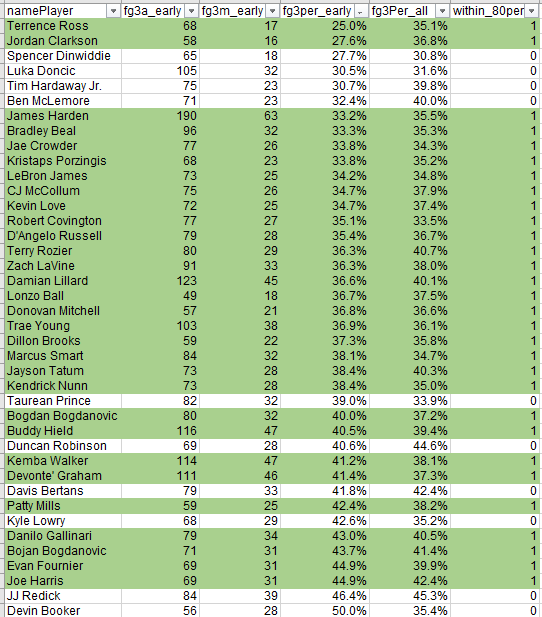 namePlayer fg3a_early fg3m_early fg3per_early fg3Per_all within_80per
Terrence Ross 68 17 25.0% 35.1% 1
Jordan Clarkson 58 16 27.6% 36.8% 1
Spencer Dinwiddie 65 18 27.7% 30.8% 0
Luka Doncic 105 32 30.5% 31.6% 0
Tim Hardaway Jr. 75 23 30.7% 39.8% 0
Ben McLemore 71 23 32.4% 40.0% 0
James Harden 190 63 33.2% 35.5% 1
Bradley Beal 96 32 33.3% 35.3% 1
Jae Crowder 77 26 33.8% 34.3% 1
Kristaps Porzingis 68 23 33.8% 35.2% 1
LeBron James 73 25 34.2% 34.8% 1
CJ McCollum 75 26 34.7% 37.9% 1
Kevin Love 72 25 34.7% 37.4% 1
Robert Covington 77 27 35.1% 33.5% 1
D'Angelo Russell 79 28 35.4% 36.7% 1
Terry Rozier 80 29 36.3% 40.7% 1
Zach LaVine 91 33 36.3% 38.0% 1
Damian Lillard 123 45 36.6% 40.1% 1
Lonzo Ball 49 18 36.7% 37.5% 1
Donovan Mitchell 57 21 36.8% 36.6% 1
Trae Young 103 38 36.9% 36.1% 1
Dillon Brooks 59 22 37.3% 35.8% 1
Marcus Smart 84 32 38.1% 34.7% 1
Jayson Tatum 73 28 38.4% 40.3% 1
Kendrick Nunn 73 28 38.4% 35.0% 1
Taurean Prince 82 32 39.0% 33.9% 0
Bogdan Bogdanovic 80 32 40.0% 37.2% 1
Buddy Hield 116 47 40.5% 39.4% 1
Duncan Robinson 69 28 40.6% 44.6% 0
Kemba Walker 114 47 41.2% 38.1% 1
Devonte' Graham 111 46 41.4% 37.3% 1
Davis Bertans 79 33 41.8% 42.4% 0
Patty Mills 59 25 42.4% 38.2% 1
Kyle Lowry 68 29 42.6% 35.2% 0
Danilo Gallinari 79 34 43.0% 40.5% 1
Bojan Bogdanovic 71 31 43.7% 41.4% 1
Evan Fournier 69 31 44.9% 39.9% 1
Joe Harris 69 31 44.9% 42.4% 1
JJ Redick 84 39 46.4% 45.3% 0
Devin Booker 56 28 50.0% 35.4% 0